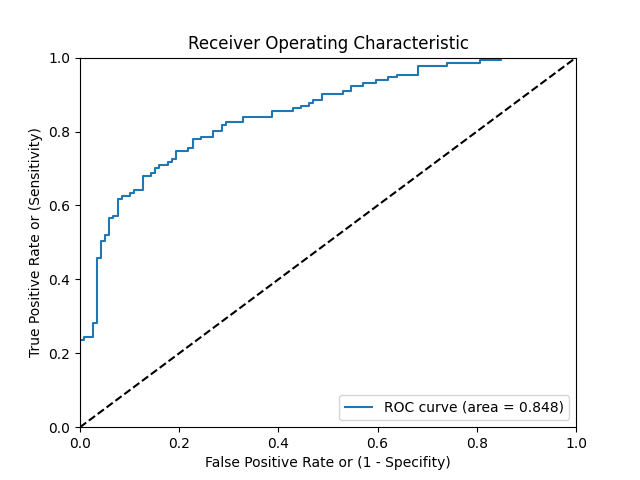 Receiver Operating Characteristic
1.0
0.8
0.6
0.4
0.2
0.0
True Positive Rate or (Sensitivity)
ROC curve (area = 0.848)
0.0 0.2 0.4 0.6 0.8 1.0
False Positive Rate or (1 - Specifity)